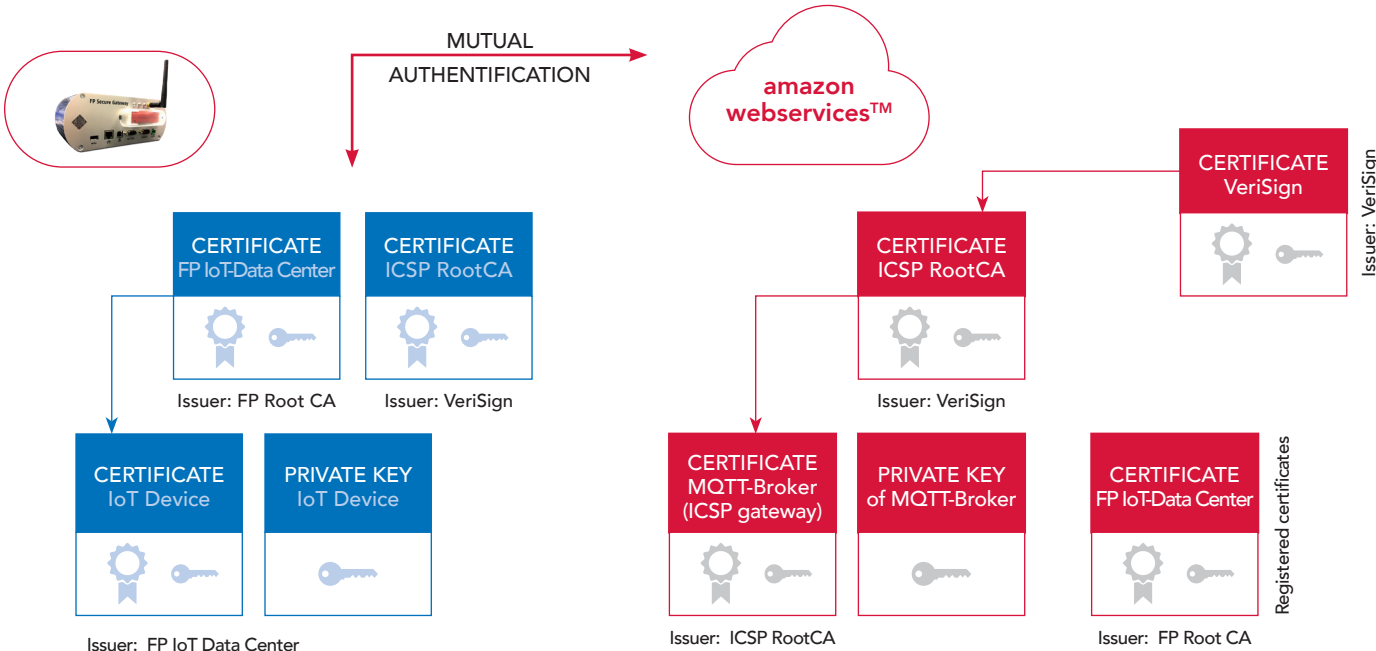 MUTUAL
AUTHENTIFICATION
FP Secure Gateway
amazon
webservices™
CERTIFICATE
VeriSign
Issuer: VeriSign
CERTIFICATE
FP IoT-Data Center
Issuer: FP Root CA
CERTIFICATE
ICSP RootCA
Issuer: VeriSign
CERTIFICATE
ICSP RootCA
Issuer: VeriSign
CERTIFICATE
IoT Device
PRIVATE KEY
IoT Device
Issuer: FP IoT Data Center
CERTIFICATE
MQTT-Broker
(ICSP gateway)
Issuer: ICSP RootCA
PRIVATE KEY
of MQTT-Broker
CERTIFICATE
FP IoT-Data Center
Issuer: FP Root CA
Registered certificates